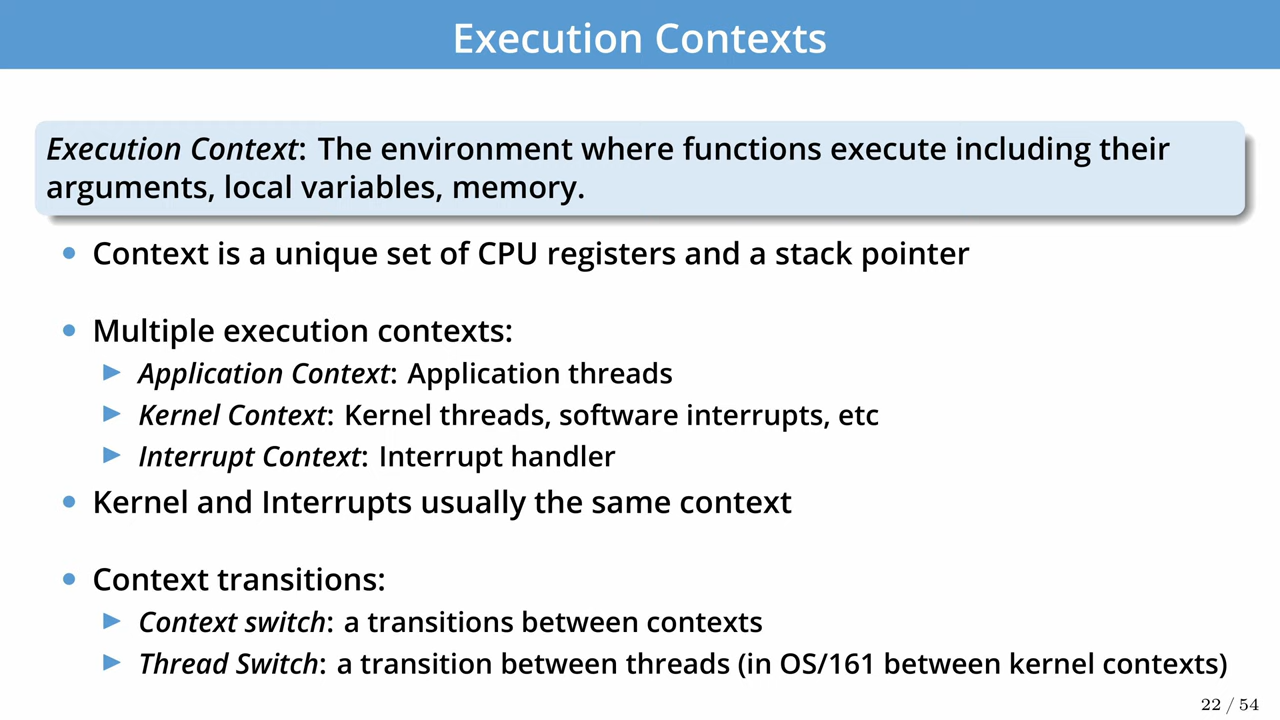 Execution Contexts
Execution Context: The environment where functions execute including their
arguments, local variables, memory.
• Context is a unique set of CPU registers and a stack pointer
• Multiple execution contexts:
▶ Application Context: Application threads
▶ Kernel Context: Kernel threads, software interrupts, etc
▶ Interrupt Context: Interrupt handler
• Kernel and Interrupts usually the same context
• Context transitions:
▶ Context switch: a transitions between contexts
▶ Thread Switch: a transition between threads (in OS/161 between kernel contexts)
22 / 54